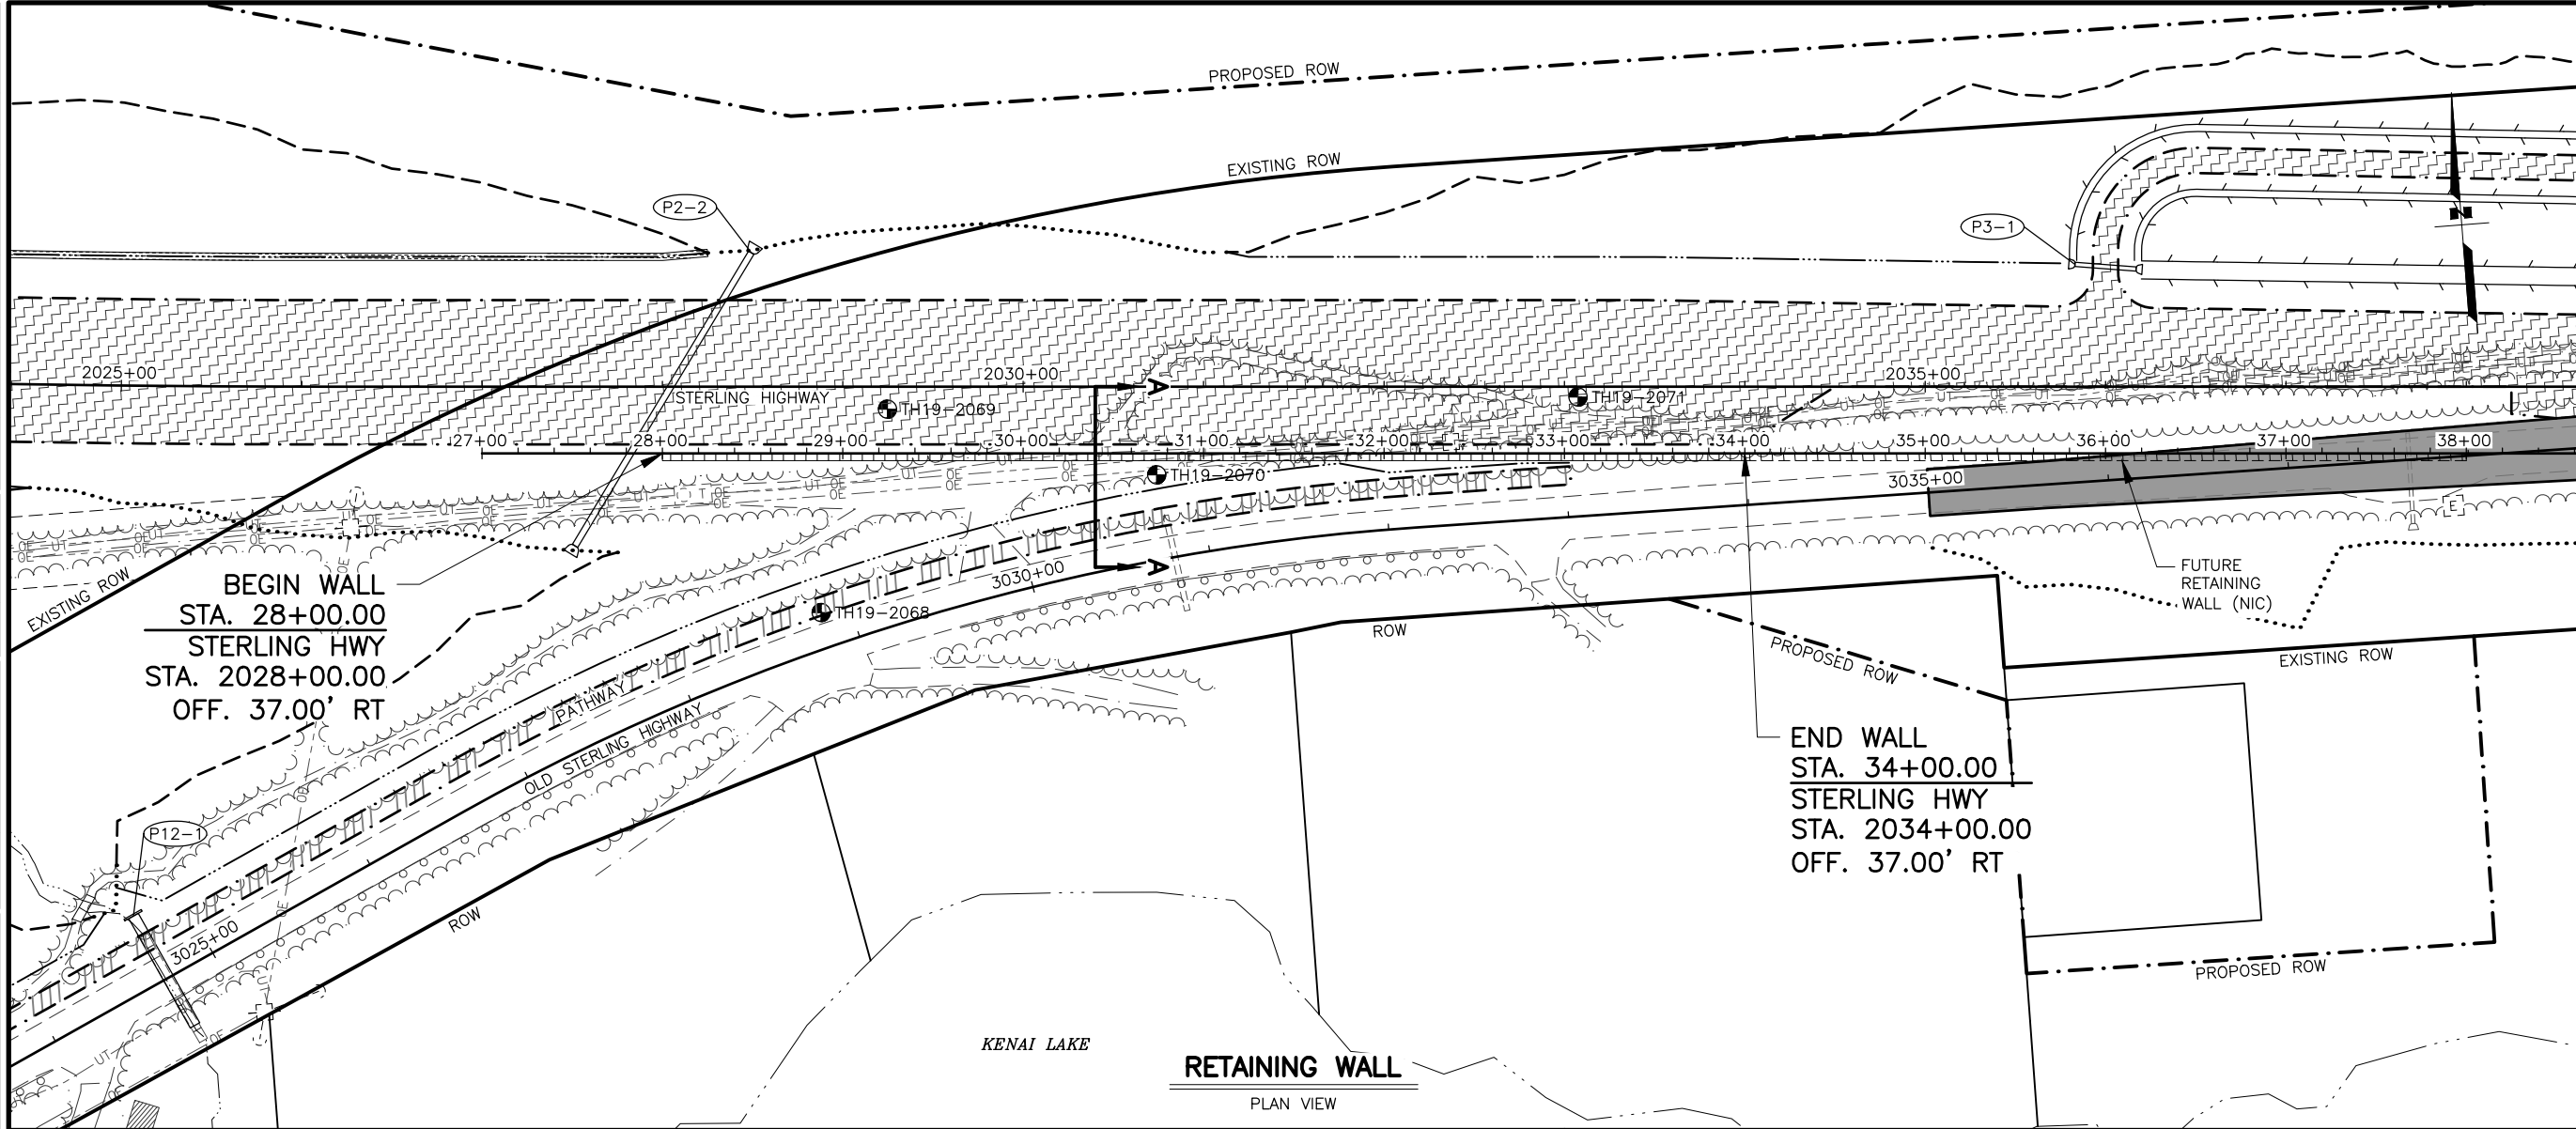 PROPOSED ROW
EXISTING ROW
P2-2
P3-1
N
2025+00
2030+00
2035+00
STERLING HIGHWAY
TH19-2069
TH19-2071
27+00
28+00
29+00
30+00
31+00
32+00
33+00
34+00
35+00
36+00
37+00
38+00
TH19-2070
3035+00
A
A
OE
UT
E
EXISTING ROW
BEGIN WALL
STA. 28+00.00
STERLING HWY
STA. 2028+00.00
OFF. 37.00' RT
3030+00
TH19-2068
PATHWAY
OLD STERLING HIGHWAY
ROW
PROPOSED ROW
FUTURE
RETAINING
WALL (NIC)
EXISTING ROW
END WALL
STA. 34+00.00
STERLING HWY
STA. 2034+00.00
OFF. 37.00' RT
P12-1
3025+00
ROW
PROPOSED ROW
KENAI LAKE
RETAINING WALL
PLAN VIEW